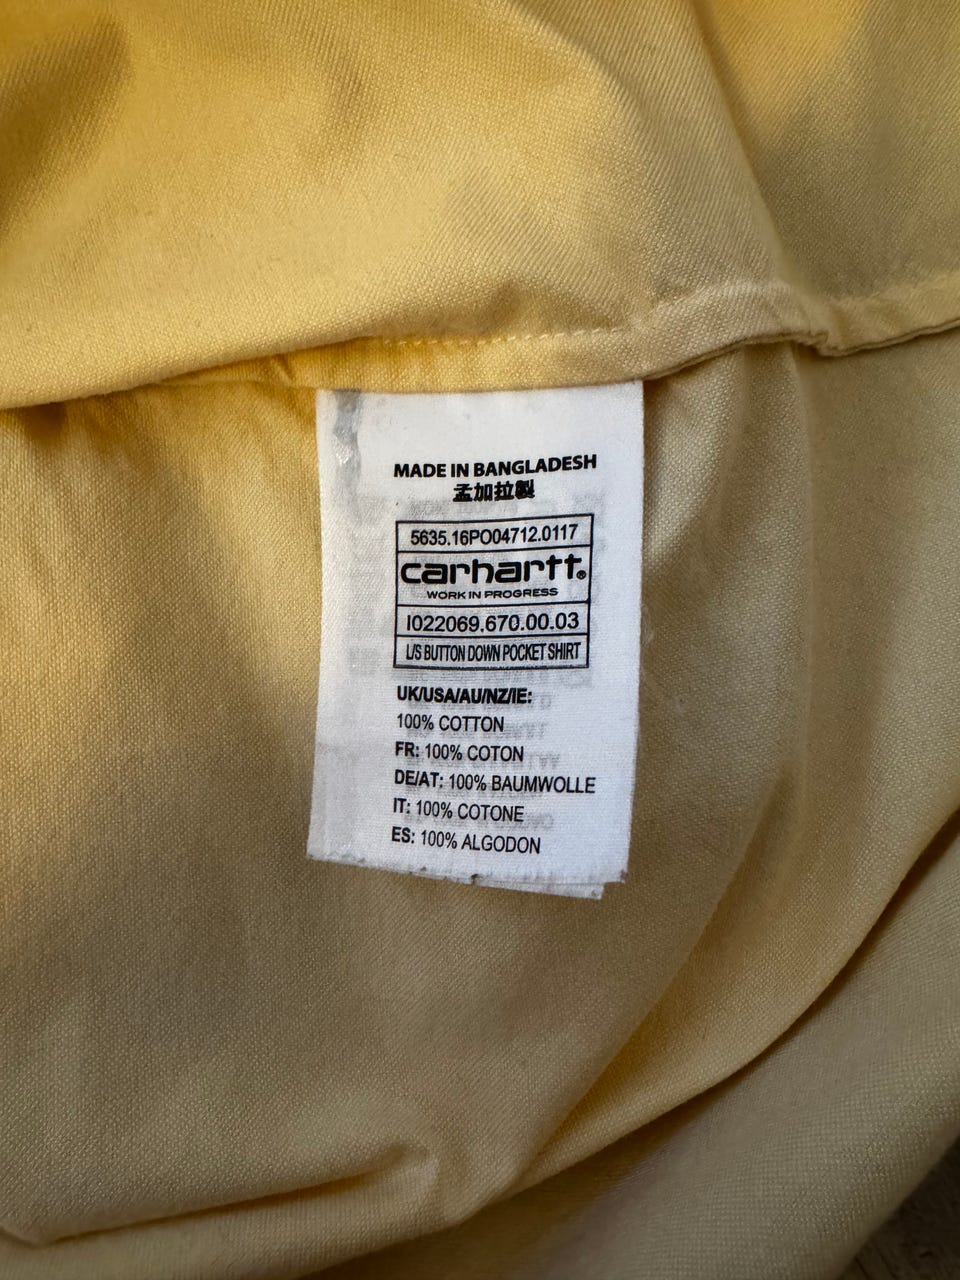 MADE IN BANGLADESH
孟加拉製
5635.16PO04712.0117
carhartt®
WORK IN PROGRESS
I022069.670.00.03
L/S BUTTON DOWN POCKET SHIRT
UK/USA/AU/NZ/IE:
100% COTTON
FR: 100% COTON
DE/AT: 100% BAUMWOLLE
IT: 100% COTONE
ES: 100% ALGODON